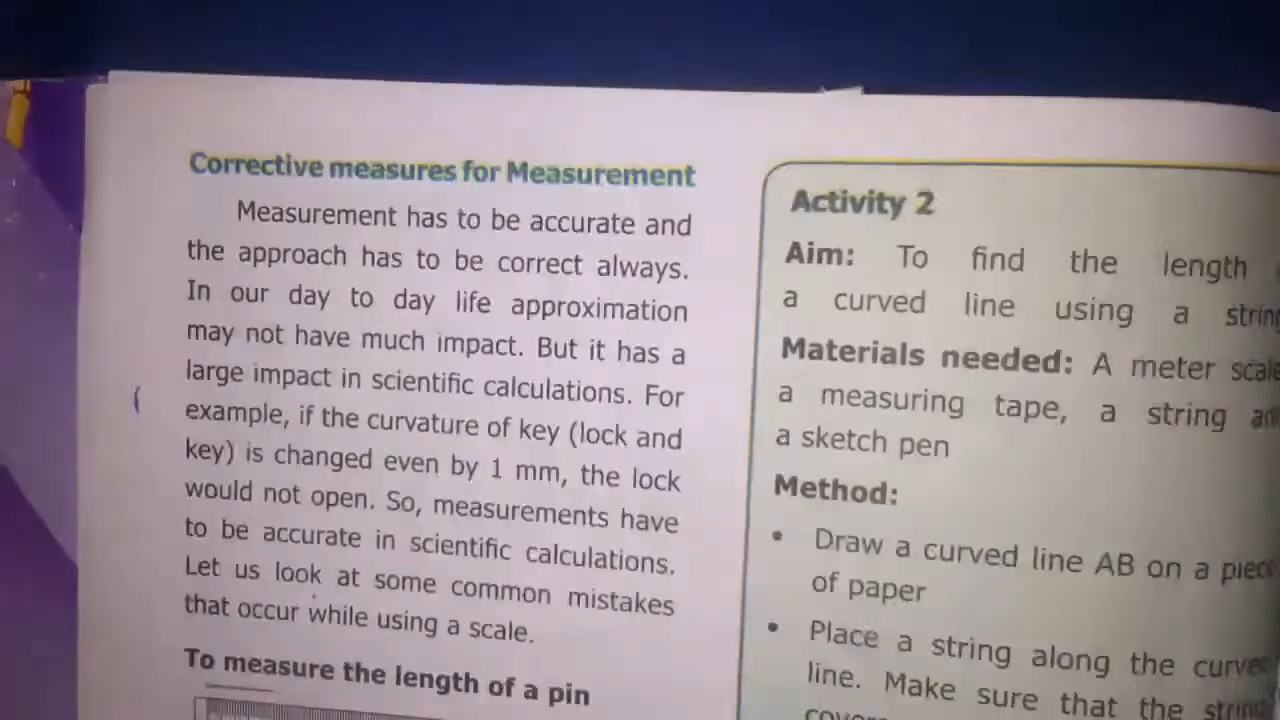 Corrective measures for Measurement
Measurement has to be accurate and
the approach has to be correct always.
In our day to day life approximation
may not have much impact. But it has a
large impact in scientific calculations. For
example, if the curvature of key (lock and
key) is changed even by 1 mm, the lock
would not open. So, measurements have
to be accurate in scientific calculations.
Let us look at some common mistakes
that occur while using a scale.
To measure the length of a pin
Activity 2
Aim: To find the length
a curved line using a
Materials needed: A meter
a measuring tape, a string
a sketch pen
Method:
• Draw a curved line AB on a
of paper
• Place a string along the
line. Make sure that the